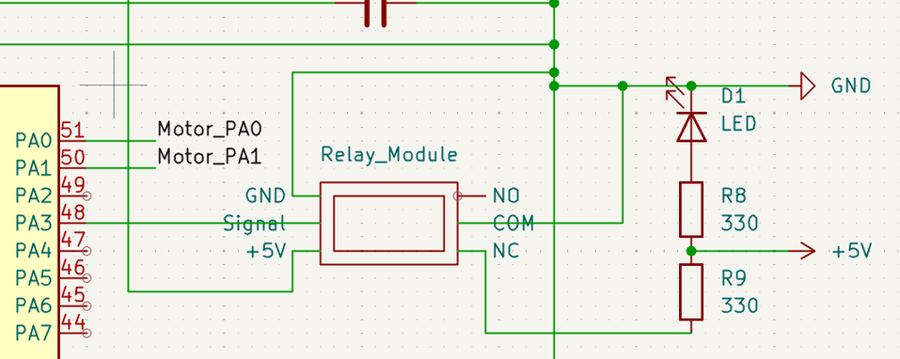 GND
D1
LED
51
Motor_PA0
PA0
50
Motor_PA1
PA1
Relay_Module
49
PA2
GND
NO
R8
48
PA3
Signal
COM
330
47
PA4
+5V
NC
+5V
46
PA5
R9
45
PA6
330
44
PA7